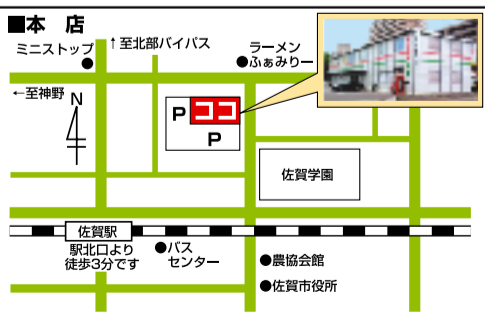 ■本 店
ミニストップ
↑至北部バイパス
ラーメン
ふぁみりー
←至神野
N
P ココ
P
佐賀学園
佐賀駅
駅北口より
徒歩3分です
バス
センター
農協会館
佐賀市役所